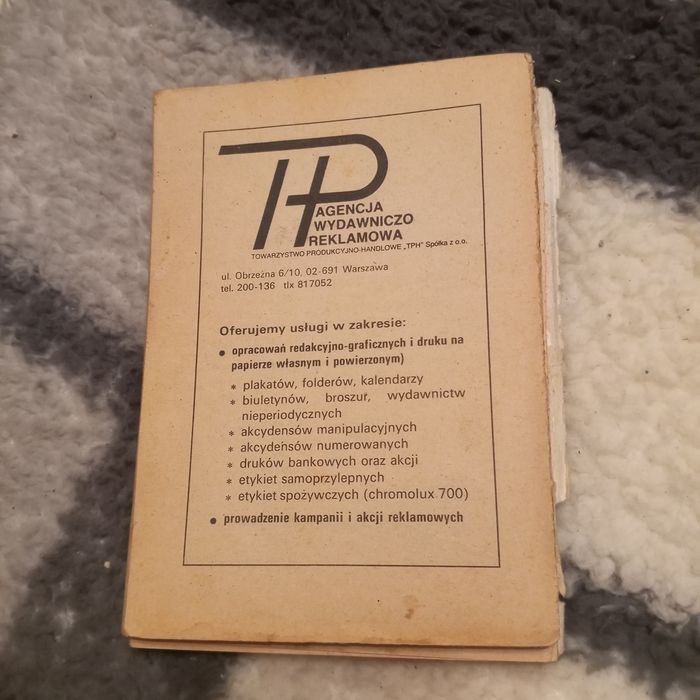 TPH
AGENCJA
WYDAWNICZO
REKLAMOWA
TOWARZYSTWO PRODUKCYJNO-HANDLOWE „TPH" Spółka z o.o.
ul. Obrzeżna 6/10, 02-691 Warszawa
tel. 200-136 tlx 817052
Oferujemy usługi w zakresie:
● opracowań redakcyjno-graficznych i druku na
papierze własnym i powierzonym)
* plakatów, folderów, kalendarzy
* biuletynów, broszur, wydawnictw
nieperiodycznych
* akcydensów manipulacyjnych
* akcydensów numerowanych
* druków bankowych oraz akcji
* etykiet samoprzylepnych
* etykiet spożywczych (chromolux 700)
● prowadzenie kampanii i akcji reklamowych